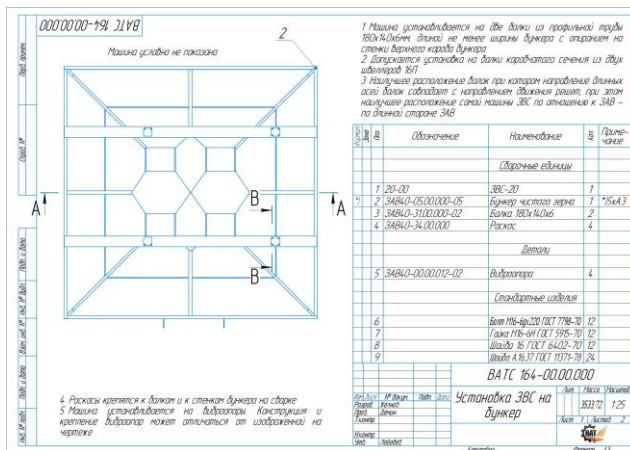 ВАТС 164-00.00.000
Машина условно не показана
2
А
А
В
В
1 Машина устанавливается на две балки из профильной трубы
180х140х6мм, длиной не менее ширины бункера с опиранием на
стенки верхнего короба бункера
2 Допускается установка на балки коробчатого сечения из двух
швеллеров 16П
3 Наилучшее расположение балок при котором направление длинных
осей балок совпадает с направлением движения решет, при этом
наилучшее расположение самой машины ЗВС по отношению к ЗАВ –
по длинной стороне ЗАВ
Формат Зона Поз Обозначение Наименование Кол Приме-
чание
Сборочные единицы
1 20-00 ЗВС-20 1
*) 2 ЗАВ40-05.00.000-05 Бункер чистого зерна 1 *)5хА3
3 ЗАВ40-31.00.000-02 Балка 180х140х6 2
4 ЗАВ40-34.00.000 Раскос 4
Детали
5 ЗАВ40-00.00.012-02 Виброопора 4
Стандартные изделия
6 Болт М16-6gх220 ГОСТ 7798-70 12
7 Гайка М16-6Н ГОСТ 5915-70 12
8 Шайба 16 ГОСТ 6402-70 12
9 Шайба А.16.37 ГОСТ 11371-78 24
4 Раскосы крепятся к балкам и к стенкам бункера на сварке
5 Машина устанавливается на виброопоры. Конструкция и
крепление виброопор может отличаться от изображенной на
чертеже
ВАТС 164-00.00.000
Установка ЗВС на
бункер
Лит. Масса Масштаб
3533,72 1:25
Лист 1 Листов 2
Изм. Лист № докум. Подп. Дата
Разраб.
Пров.
Т.контр.
Н.контр.
Утв. Лебедев
ВАТ
Копировал Формат А3